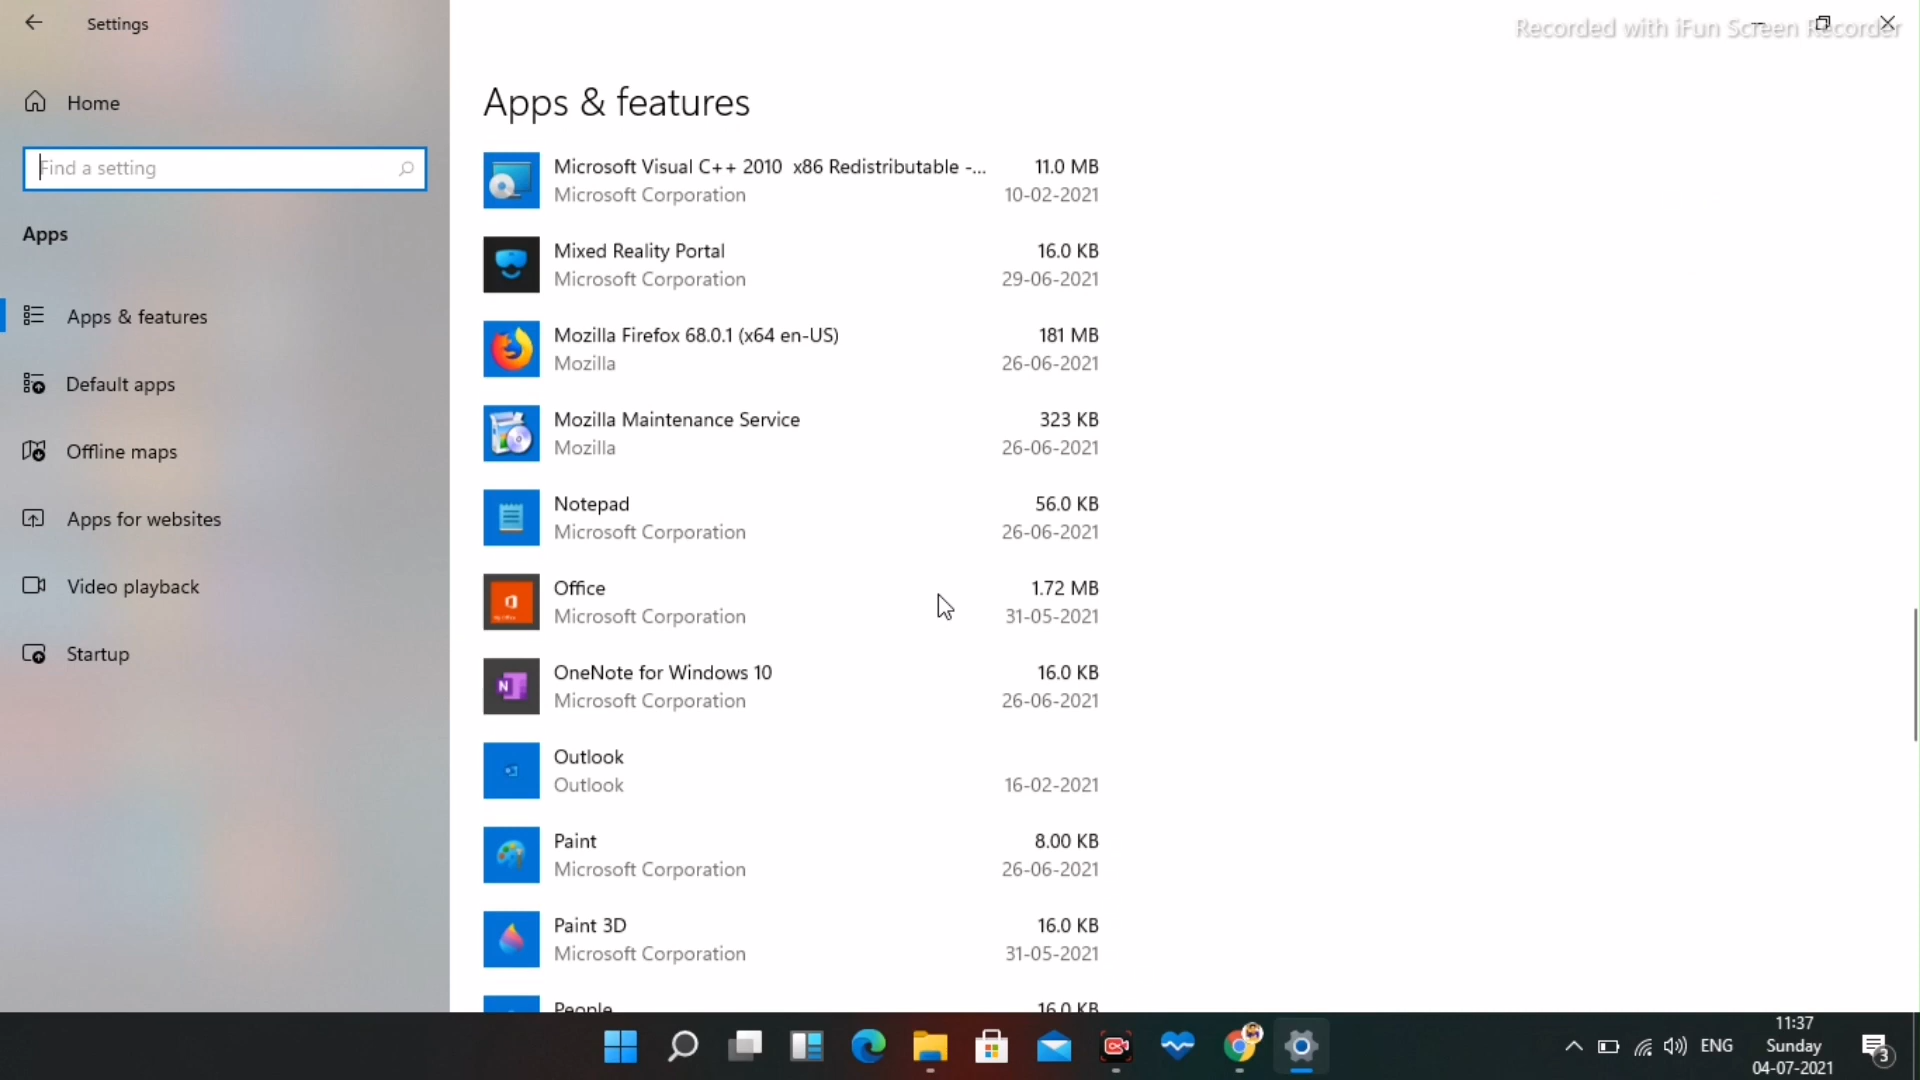 Settings
Recorded with iFun Screen Recorder
Home
Find a setting
Apps
Apps & features
Default apps
Offline maps
Apps for websites
Video playback
Startup
Apps & features
Microsoft Visual C++ 2010 x86 Redistributable -... 11.0 MB
Microsoft Corporation 10-02-2021
Mixed Reality Portal 16.0 KB
Microsoft Corporation 29-06-2021
Mozilla Firefox 68.0.1 (x64 en-US) 181 MB
Mozilla 26-06-2021
Mozilla Maintenance Service 323 KB
Mozilla 26-06-2021
Notepad 56.0 KB
Microsoft Corporation 26-06-2021
Office 1.72 MB
Microsoft Corporation 31-05-2021
OneNote for Windows 10 16.0 KB
Microsoft Corporation 26-06-2021
Outlook
Outlook 16-02-2021
Paint 8.00 KB
Microsoft Corporation 26-06-2021
Paint 3D 16.0 KB
Microsoft Corporation 31-05-2021
People 16.0 KB
ENG
11:37
Sunday
04-07-2021
3